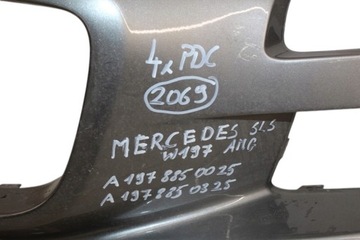 4x PDC
2069
MERCEDES SLS
W197 AMG
A 197 885 00 25
A 197 885 03 25